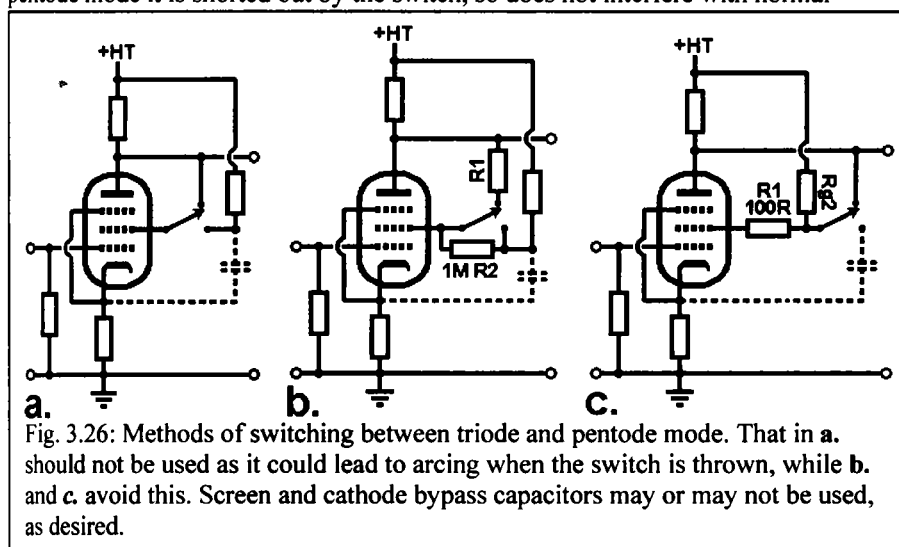 pentode mode it is shorted out by the switch, so does not interfere with normal
+HT
+HT
+HT
R1
1M R2
R1
100R
Rg2
a.
b.
c.
Fig. 3.26: Methods of switching between triode and pentode mode. That in a.
should not be used as it could lead to arcing when the switch is thrown, while b.
and c. avoid this. Screen and cathode bypass capacitors may or may not be used,
as desired.